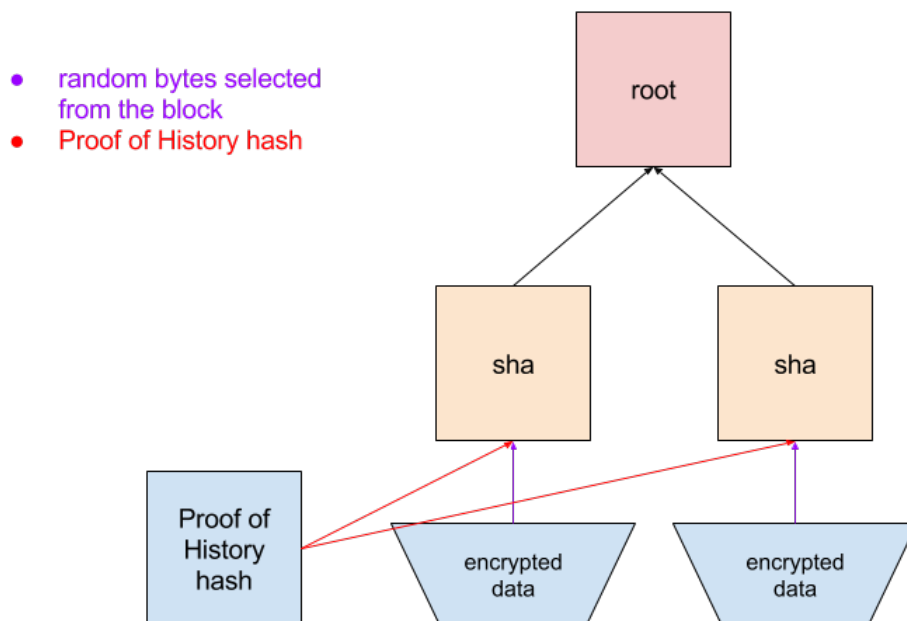 random bytes selected
from the block
Proof of History hash
root
sha
sha
Proof of
History
hash
encrypted
data
encrypted
data